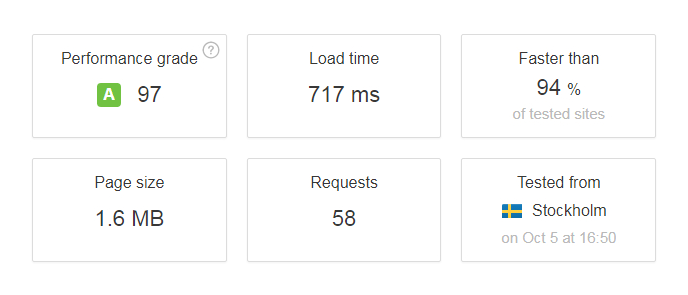 Performance grade ?
A 97
Load time
717 ms
Faster than
94 %
of tested sites
Page size
1.6 MB
Requests
58
Tested from
Stockholm
on Oct 5 at 16:50